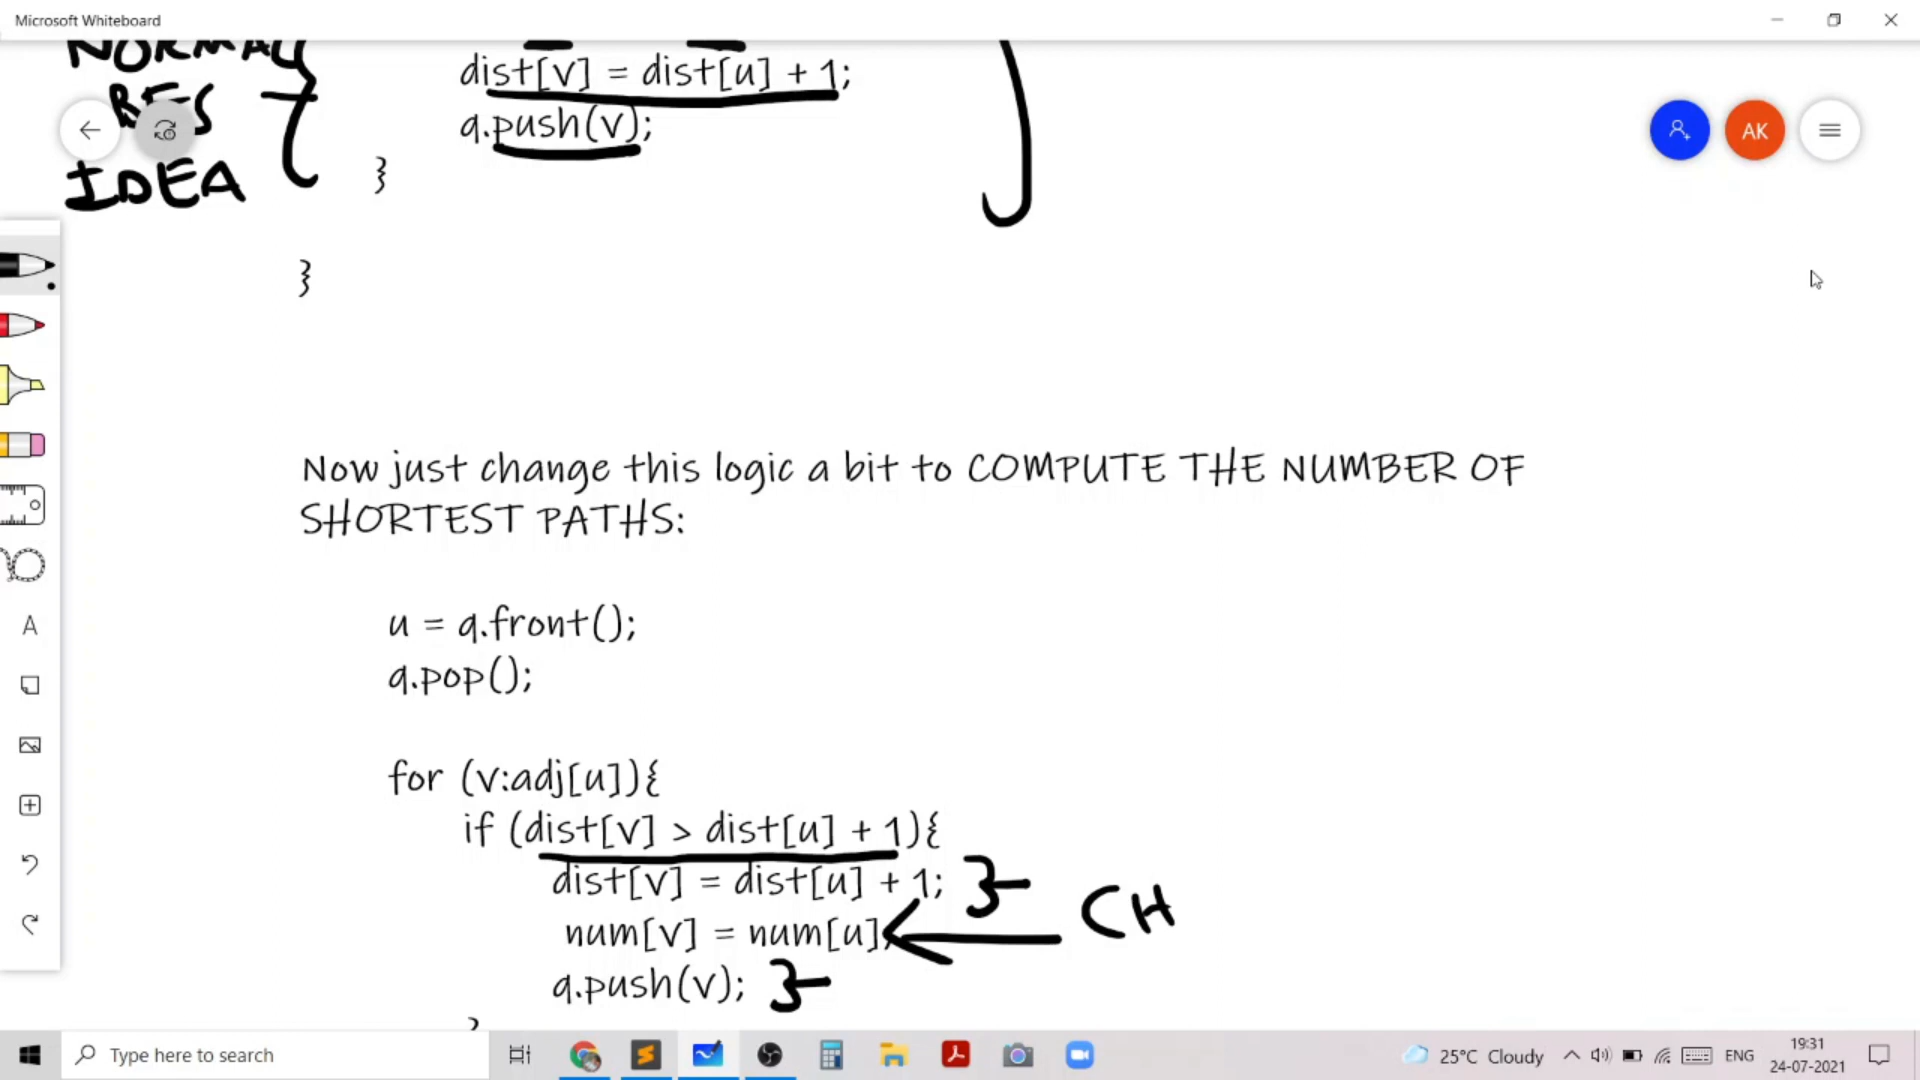 Microsoft Whiteboard
NORMAL
BFS
IDEA
dist[v] = dist[u] + 1;
q.push(v);
}
}
AK
Now just change this logic a bit to COMPUTE THE NUMBER OF
SHORTEST PATHS:
u = q.front();
q.pop();
for (v:adj[u]){
if (dist[v] > dist[u] + 1){
dist[v] = dist[u] + 1;
num[v] = num[u];
CH
q.push(v);
A
Type here to search
25°C Cloudy
ENG
19:31
24-07-2021